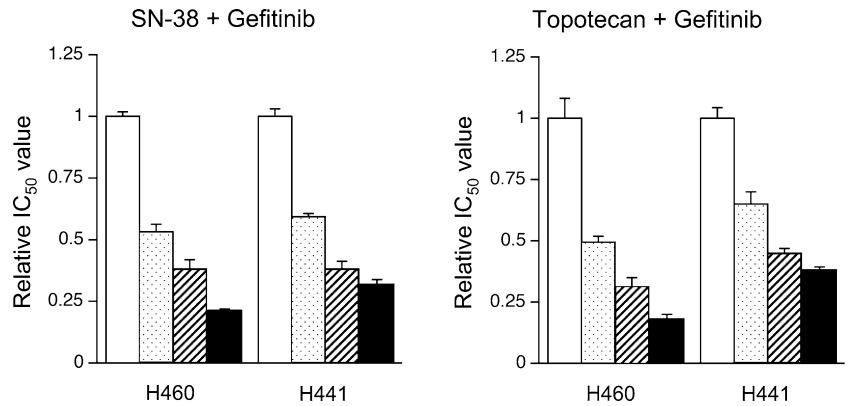 SN-38 + Gefitinib
Relative IC50 value
1.25
1
0.75
0.5
0.25
0
H460
H441
Topotecan + Gefitinib
Relative IC50 value
1.25
1
0.75
0.5
0.25
0
H460
H441